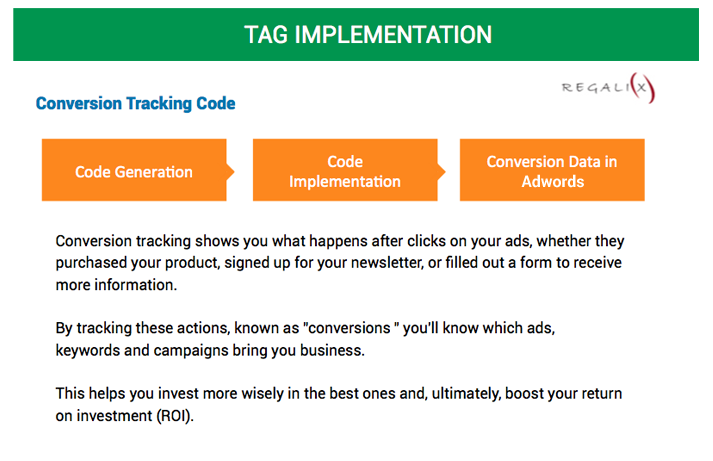 TAG IMPLEMENTATION
REGALIX
Conversion Tracking Code
Code Generation
Code
Implementation
Conversion Data in
Adwords
Conversion tracking shows you what happens after clicks on your ads, whether they
purchased your product, signed up for your newsletter, or filled out a form to receive
more information.
By tracking these actions, known as "conversions " you'll know which ads,
keywords and campaigns bring you business.
This helps you invest more wisely in the best ones and, ultimately, boost your return
on investment (ROI).